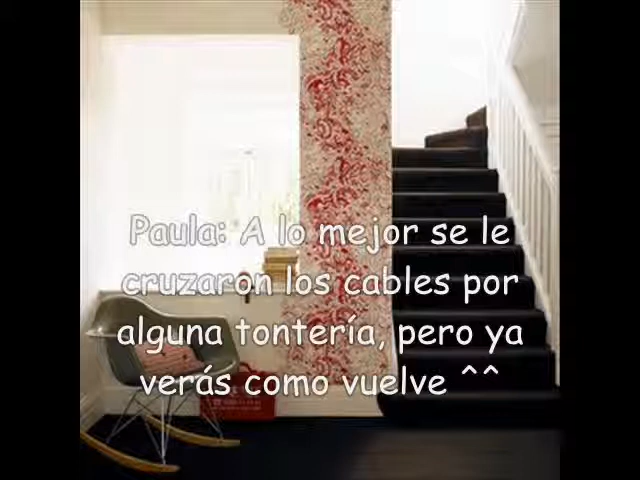 Paula: A lo mejor se le
cruzaron los cables por
alguna tontería, pero ya
verás como vuelve ^^